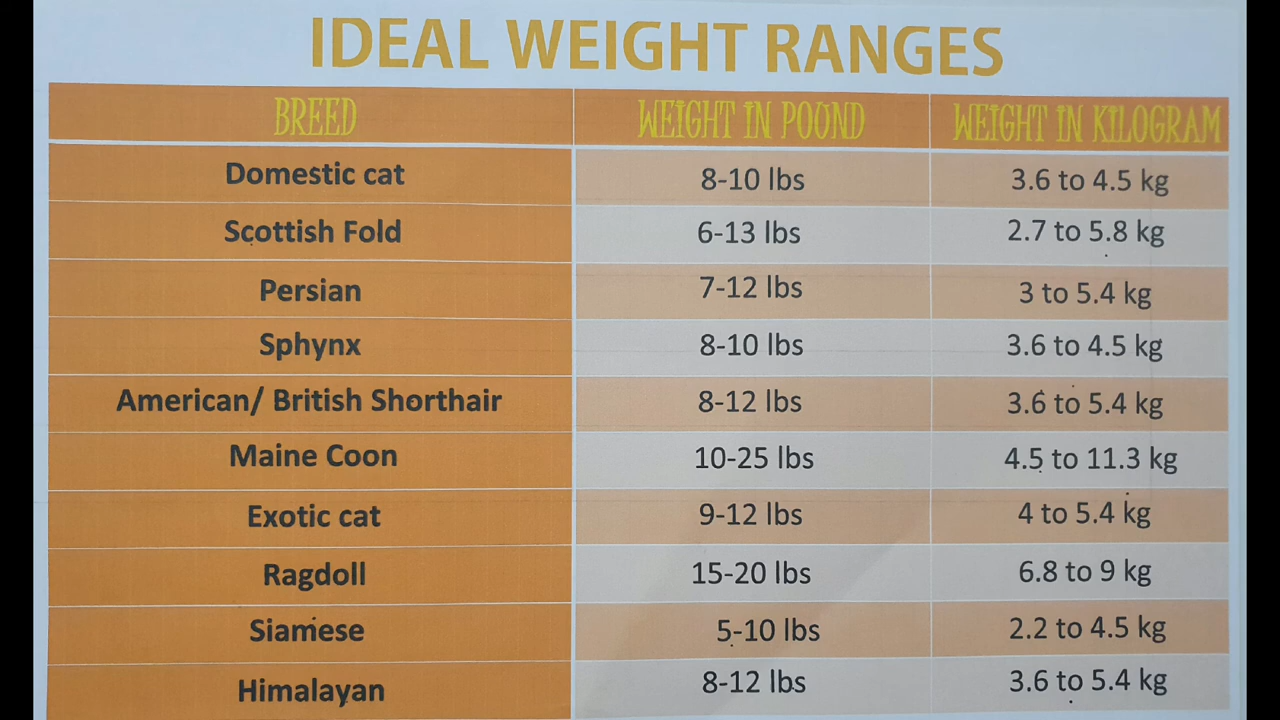 IDEAL WEIGHT RANGES
BREED WEIGHT IN POUND WEIGHT IN KILOGRAM
Domestic cat 8-10 lbs 3.6 to 4.5 kg
Scottish Fold 6-13 lbs 2.7 to 5.8 kg
Persian 7-12 lbs 3 to 5.4 kg
Sphynx 8-10 lbs 3.6 to 4.5 kg
American/ British Shorthair 8-12 lbs 3.6 to 5.4 kg
Maine Coon 10-25 lbs 4.5 to 11.3 kg
Exotic cat 9-12 lbs 4 to 5.4 kg
Ragdoll 15-20 lbs 6.8 to 9 kg
Siamese 5-10 lbs 2.2 to 4.5 kg
Himalayan 8-12 lbs 3.6 to 5.4 kg